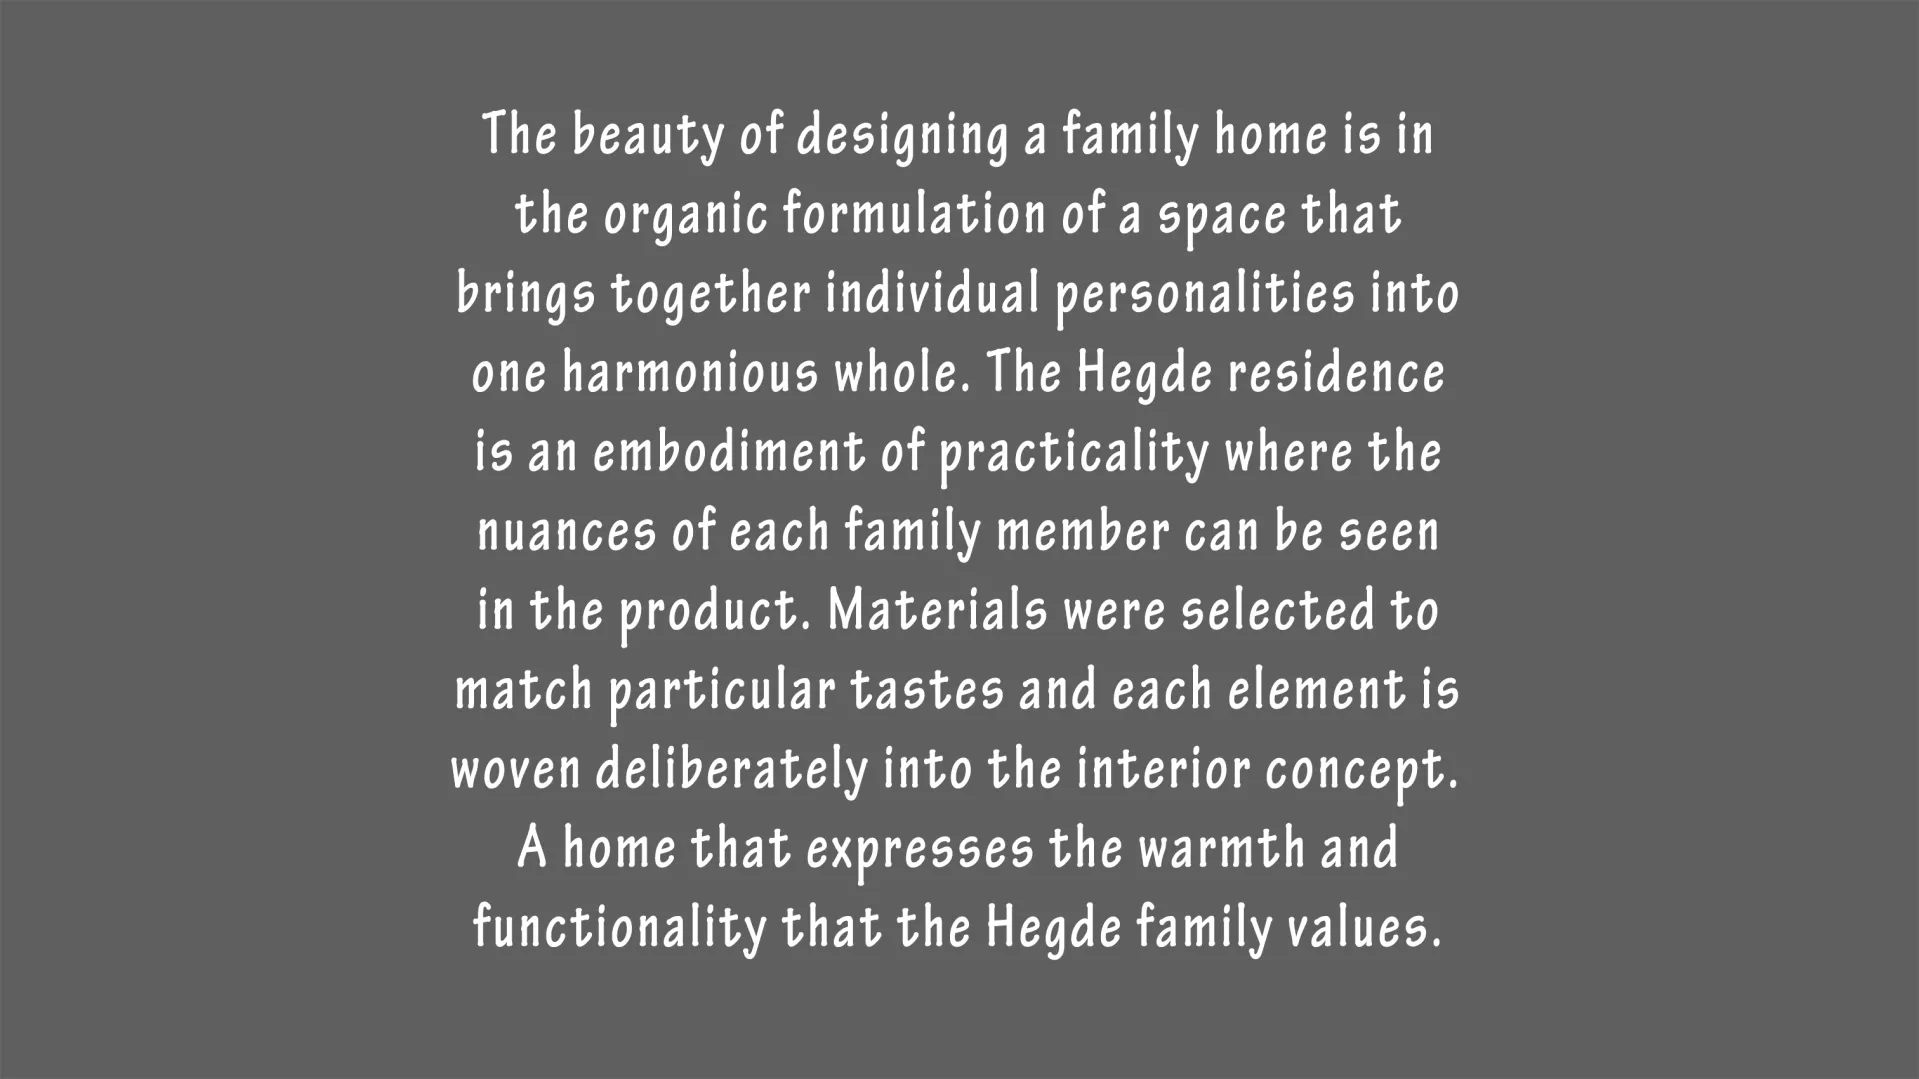 The beauty of designing a family home is in
the organic formulation of a space that
brings together individual personalities into
one harmonious whole. The Hegde residence
is an embodiment of practicality where the
nuances of each family member can be seen
in the product. Materials were selected to
match particular tastes and each element is
woven deliberately into the interior concept.
A home that expresses the warmth and
functionality that the Hegde family values.